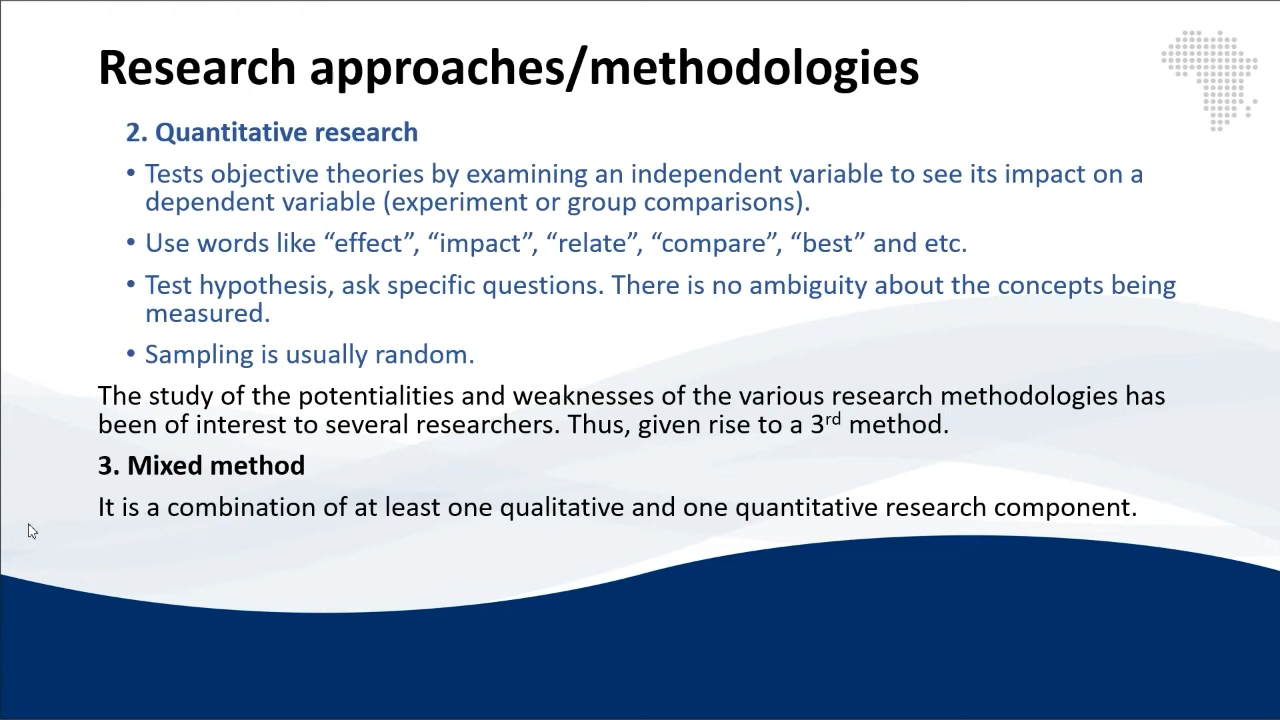 Research approaches/methodologies
2. Quantitative research
• Tests objective theories by examining an independent variable to see its impact on a
dependent variable (experiment or group comparisons).
• Use words like “effect”, “impact”, “relate”, “compare”, “best” and etc.
• Test hypothesis, ask specific questions. There is no ambiguity about the concepts being
measured.
• Sampling is usually random.
The study of the potentialities and weaknesses of the various research methodologies has
been of interest to several researchers. Thus, given rise to a 3rd method.
3. Mixed method
It is a combination of at least one qualitative and one quantitative research component.